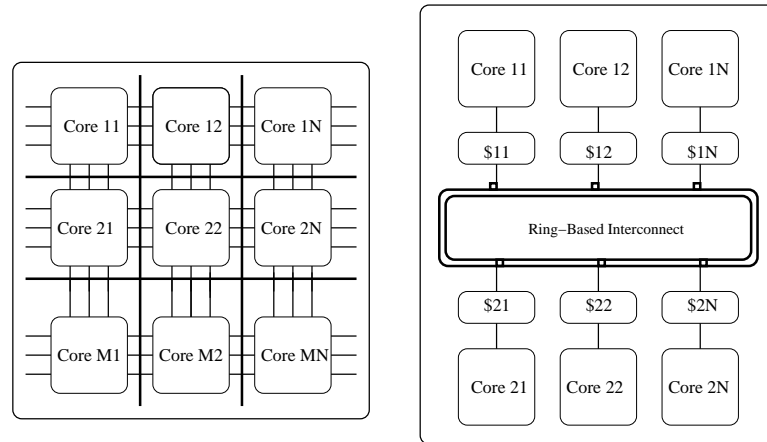 Core 11 Core 12 Core 1N
Core 21 Core 22 Core 2N
Core M1 Core M2 Core MN
Core 11 Core 12 Core 1N
$11 $12 $1N
Ring−Based Interconnect
$21 $22 $2N
Core 21 Core 22 Core 2N